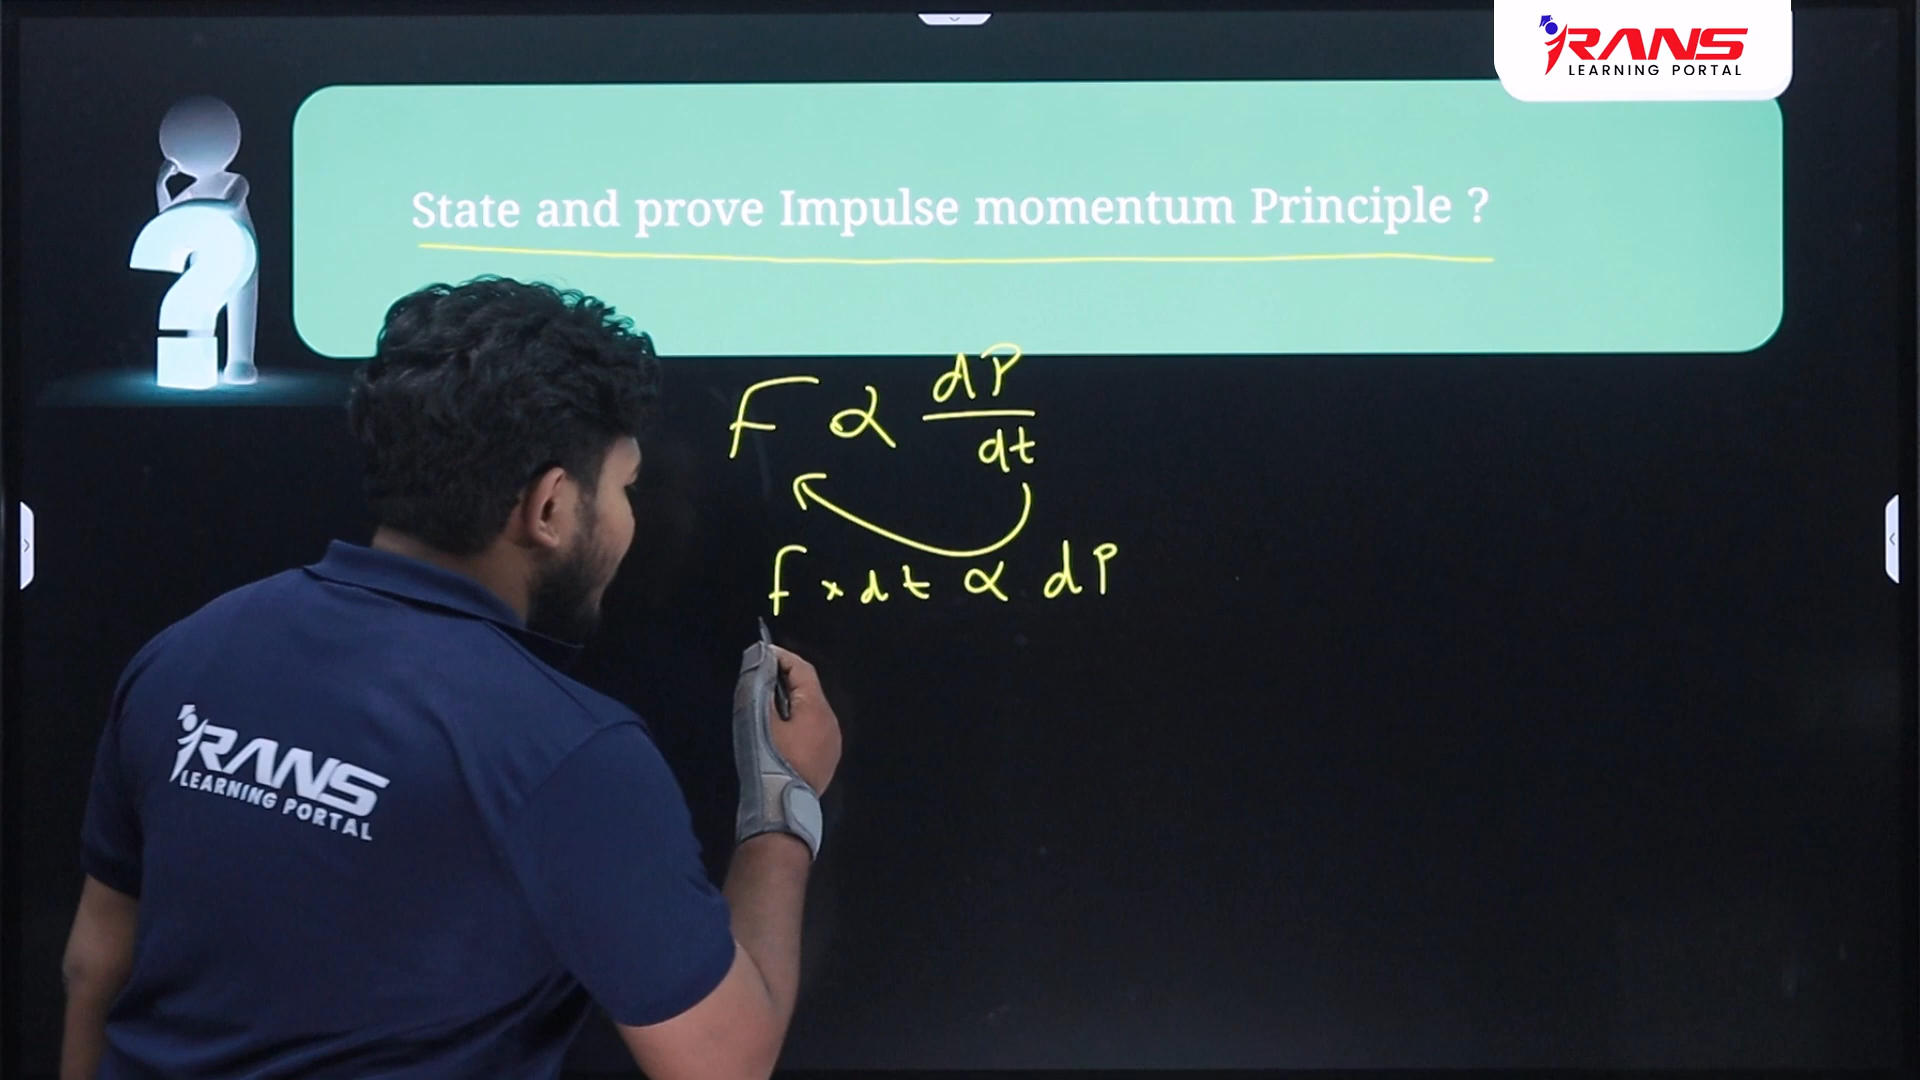 RANS
LEARNING PORTAL
State and prove Impulse momentum Principle ?
F ∝ dP/dt
f × dt ∝ dP
RANS
LEARNING PORTAL